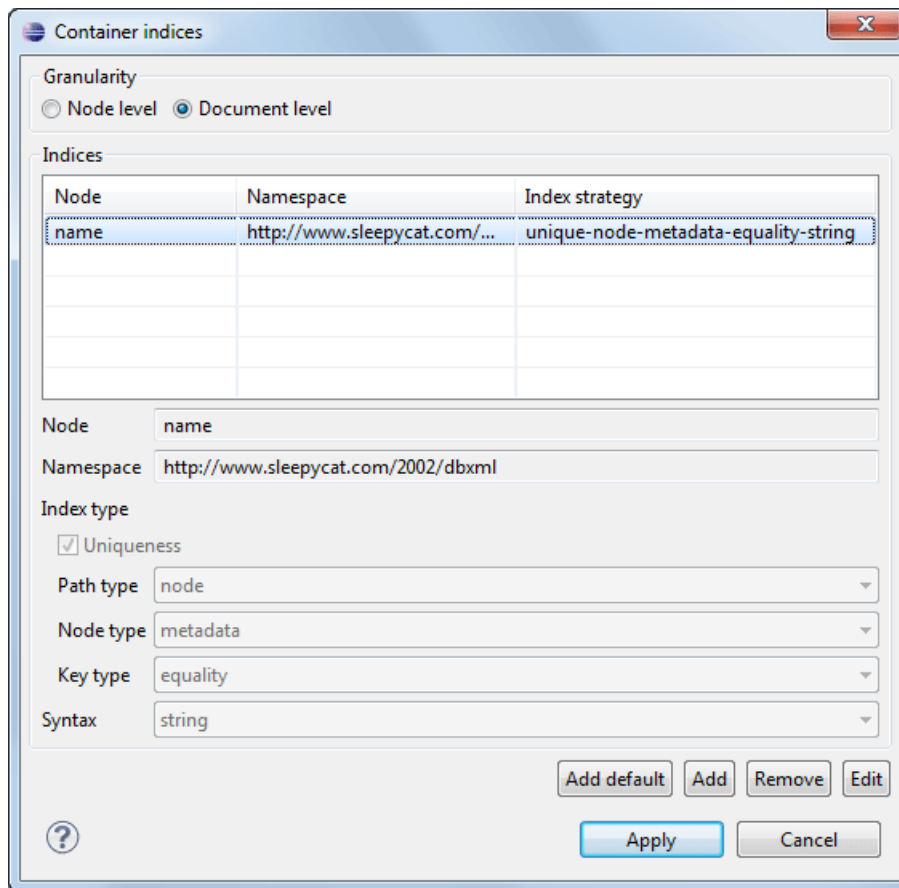 Container indices
Granularity
Node level Document level
Indices
Node Namespace Index strategy
name http://www.sleepycat.com/... unique-node-metadata-equality-string
Node name
Namespace http://www.sleepycat.com/2002/dbxml
Index type
Uniqueness
Path type node
Node type metadata
Key type equality
Syntax string
Add default Add Remove Edit
? Apply Cancel